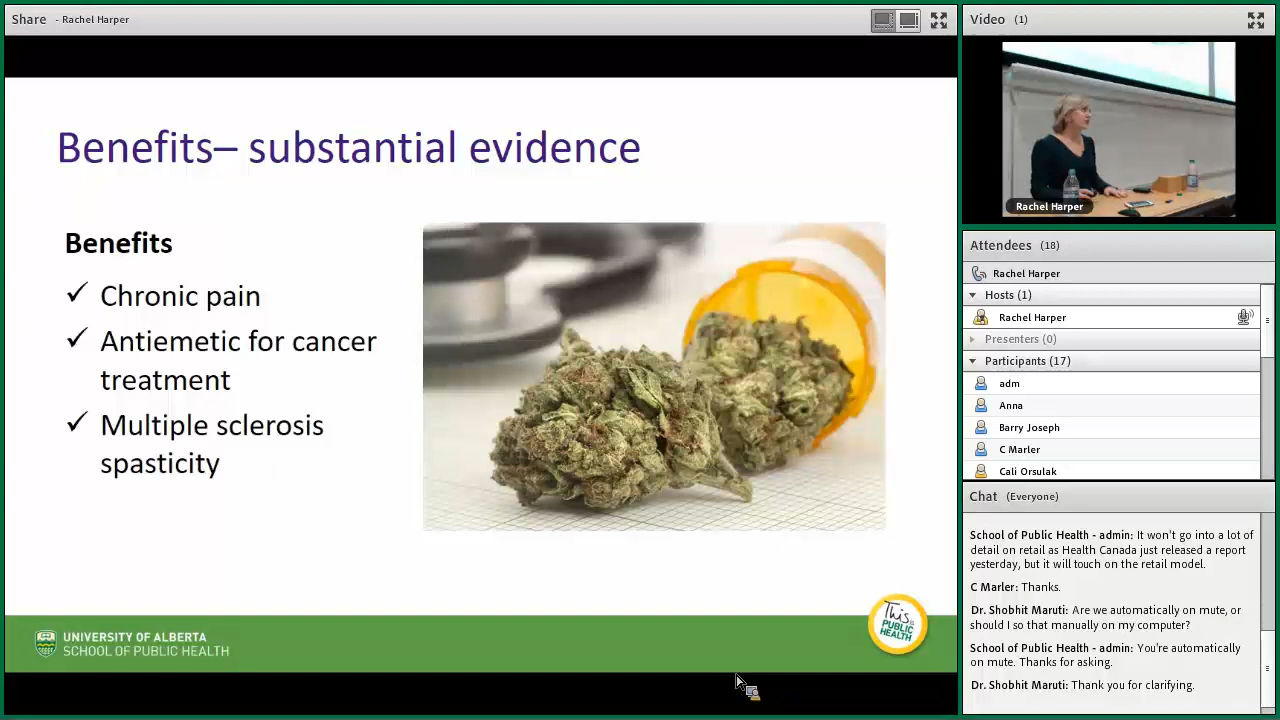 Share - Rachel Harper
Benefits– substantial evidence
Benefits
✓ Chronic pain
✓ Antiemetic for cancer
treatment
✓ Multiple sclerosis
spasticity
UNIVERSITY OF ALBERTA
SCHOOL OF PUBLIC HEALTH
This is
PUBLIC
HEALTH
Video (1)
Rachel Harper
Attendees (18)
Rachel Harper
Hosts (1)
Rachel Harper
Presenters (0)
Participants (17)
adm
Anna
Barry Joseph
C Marler
Cali Orsulak
Chat (Everyone)
School of Public Health - admin: It won't go into a lot of
detail on retail as Health Canada just released a report
yesterday, but it will touch on the retail model.
C Marler: Thanks.
Dr. Shobhit Maruti: Are we automatically on mute, or
should I so that manually on my computer?
School of Public Health - admin: You're automatically
on mute. Thanks for asking.
Dr. Shobhit Maruti: Thank you for clarifying.